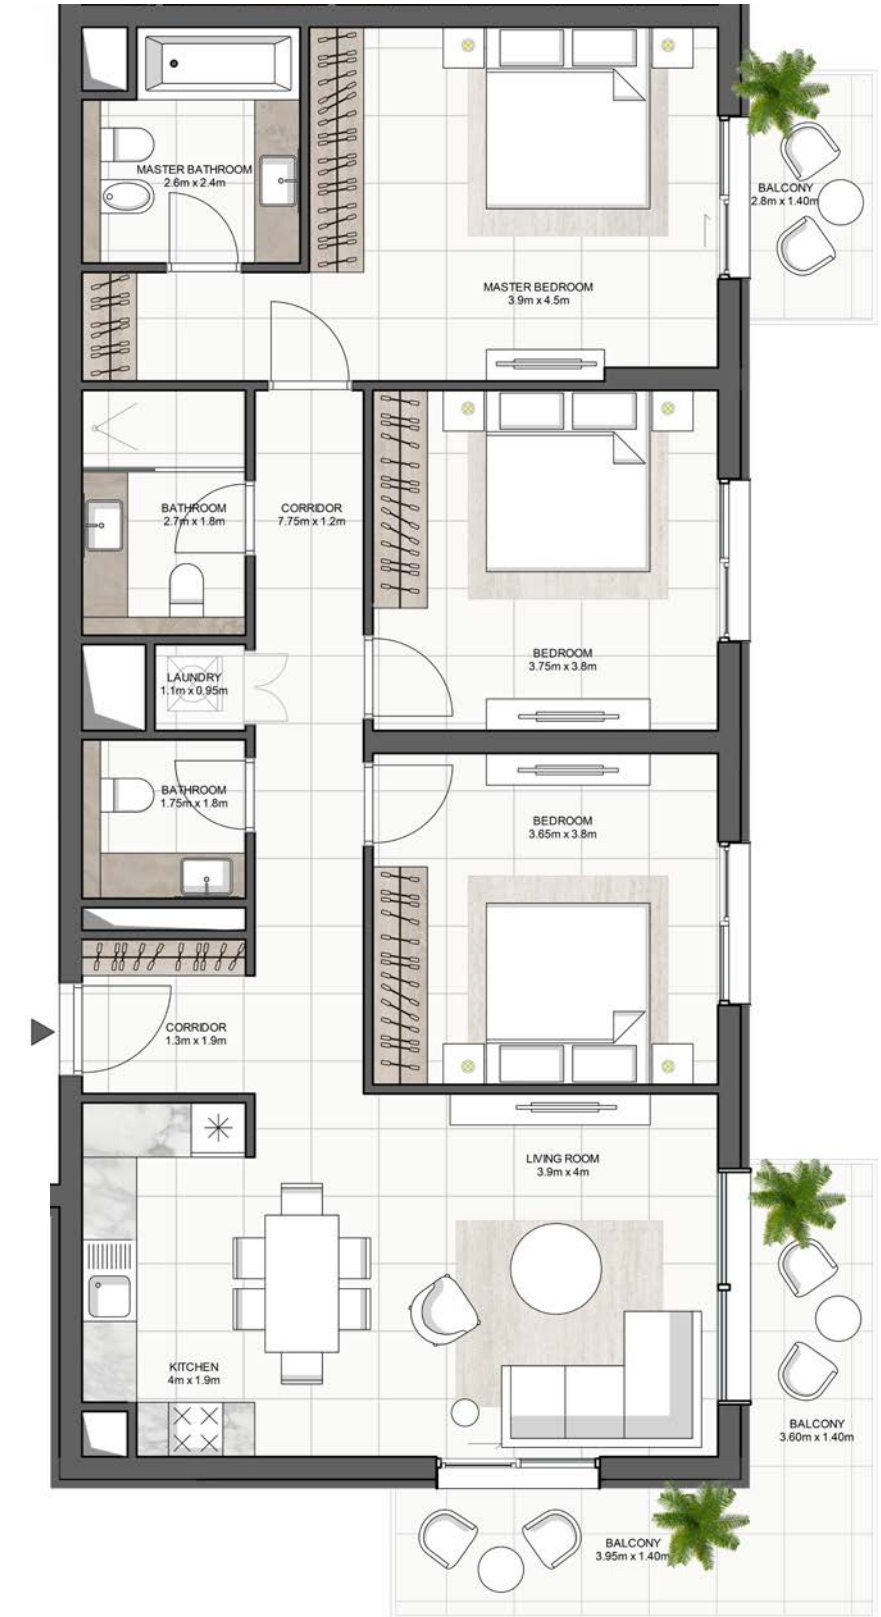 MASTER BATHROOM
2.6m x 2.4m
BALCONY
2.8m x 1.40m
MASTER BEDROOM
3.9m x 4.5m
BATHROOM
2.7m x 1.8m
CORRIDOR
7.75m x 1.2m
BEDROOM
3.75m x 3.8m
LAUNDRY
1.1m x 0.95m
BATHROOM
1.75m x 1.8m
BEDROOM
3.65m x 3.8m
CORRIDOR
1.3m x 1.9m
LIVING ROOM
3.9m x 4m
KITCHEN
4m x 1.9m
BALCONY
3.60m x 1.40m
BALCONY
3.95m x 1.40m